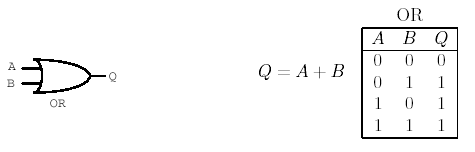 A
B
Q
OR
Q = A + B
OR
A B Q
0 0 0
0 1 1
1 0 1
1 1 1